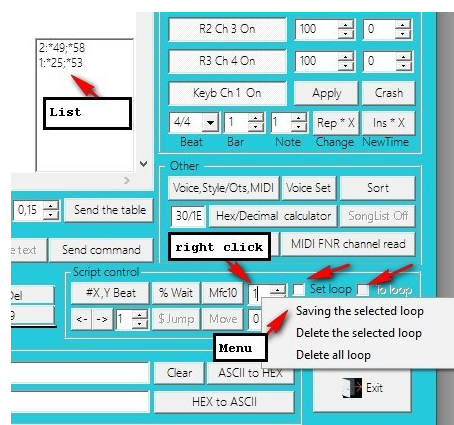 R2 Ch 3 On 100 0
2:*49;*58
1:*25;*53
R3 Ch 4 On 100 0
Keyb Ch 1 On Apply Crash
List
4/4 1 1 Rep * X Ins * X
Beat Bar Note Change NewTime
Other
Voice,Style/Ots,MIDI Voice Set Sort
0,15 Send the table
30/1E Hex/Decimal calculator SongList Off
e text Send command
right click
MIDI FNR channel read
Script control
Del
#X,Y Beat % Wait Mfc10 1 Set loop To loop
9
<- -> 1 $ Jump Move 0
Saving the selected loop
Delete the selected loop
Delete all loop
Menu
Clear ASCII to HEX
Exit
HEX to ASCII